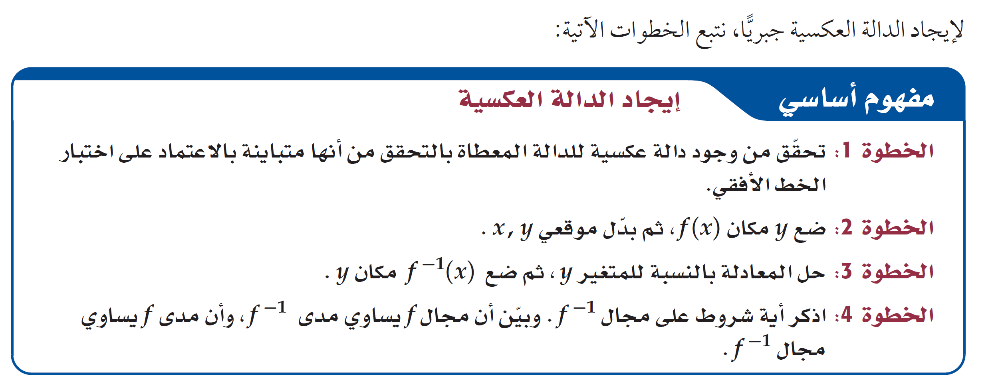 لإيجاد الدالة العكسية جبريًّا، نتبع الخطوات الآتية:
مفهوم أساسي
إيجاد الدالة العكسية
الخطوة 1: تحقّق من وجود دالة عكسية للدالة المعطاة بالتحقق من أنها متباينة بالاعتماد على اختبار
الخط الأفقي.
الخطوة 2: ضع y مكان f(x)، ثم بدّل موقعي x, y .
الخطوة 3: حل المعادلة بالنسبة للمتغير y ، ثم ضع f⁻¹(x) مكان y .
الخطوة 4: اذكر أية شروط على مجال f⁻¹ . وبيّن أن مجال f يساوي مدى f⁻¹ ، وأن مدى f يساوي
مجال f⁻¹ .